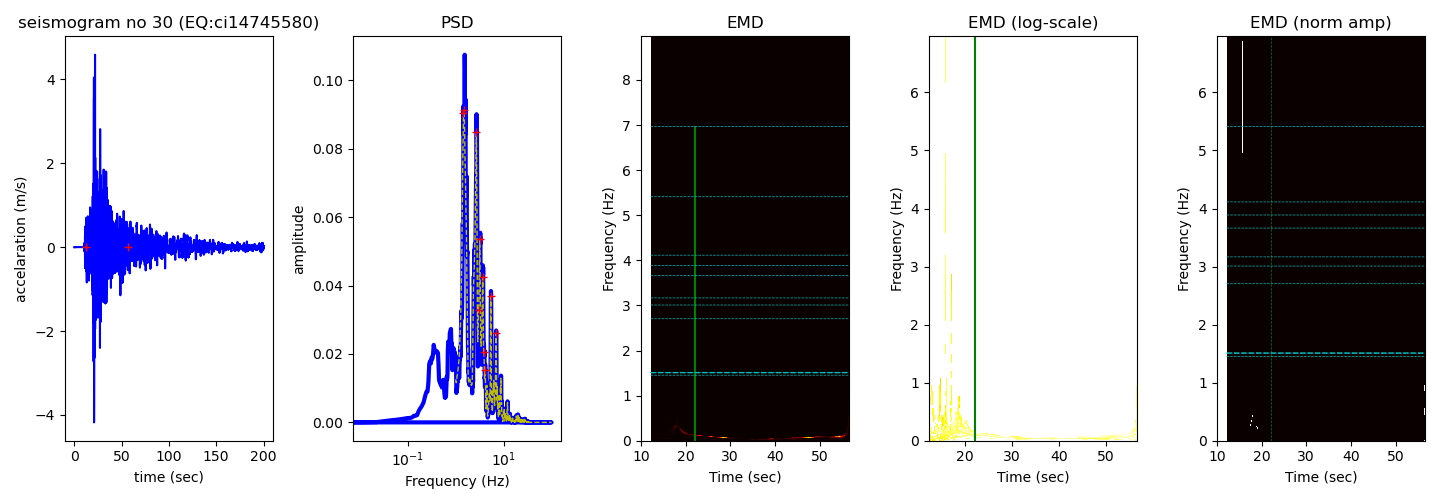 seismogram no 30 (EQ:ci14745580)
accelaration (m/s)
4
2
0
−2
−4
0 50 100 150 200
time (sec)
PSD
amplitude
0.10
0.08
0.06
0.04
0.02
0.00
10⁻¹ 10¹
Frequency (Hz)
EMD
Frequency (Hz)
8
7
6
5
4
3
2
1
0
10 20 30 40 50
Time (sec)
EMD (log-scale)
Frequency (Hz)
6
5
4
3
2
1
0
20 30 40 50
Time (sec)
EMD (norm amp)
Frequency (Hz)
6
5
4
3
2
1
0
10 20 30 40 50
Time (sec)